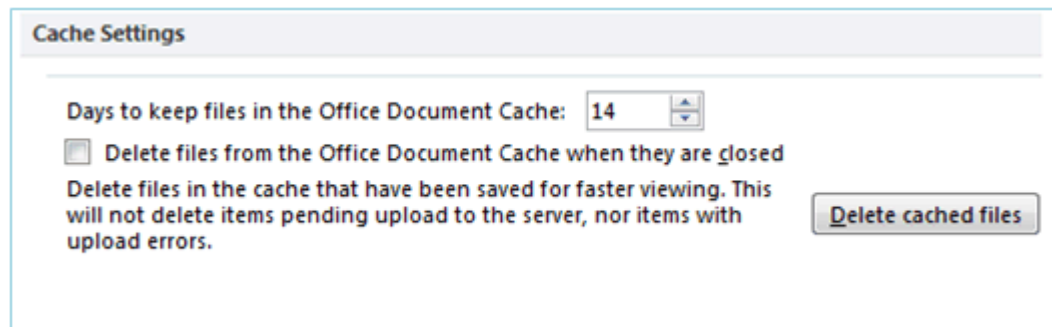 Cache Settings
Days to keep files in the Office Document Cache: 14
Delete files from the Office Document Cache when they are closed
Delete files in the cache that have been saved for faster viewing. This
will not delete items pending upload to the server, nor items with
upload errors.
Delete cached files